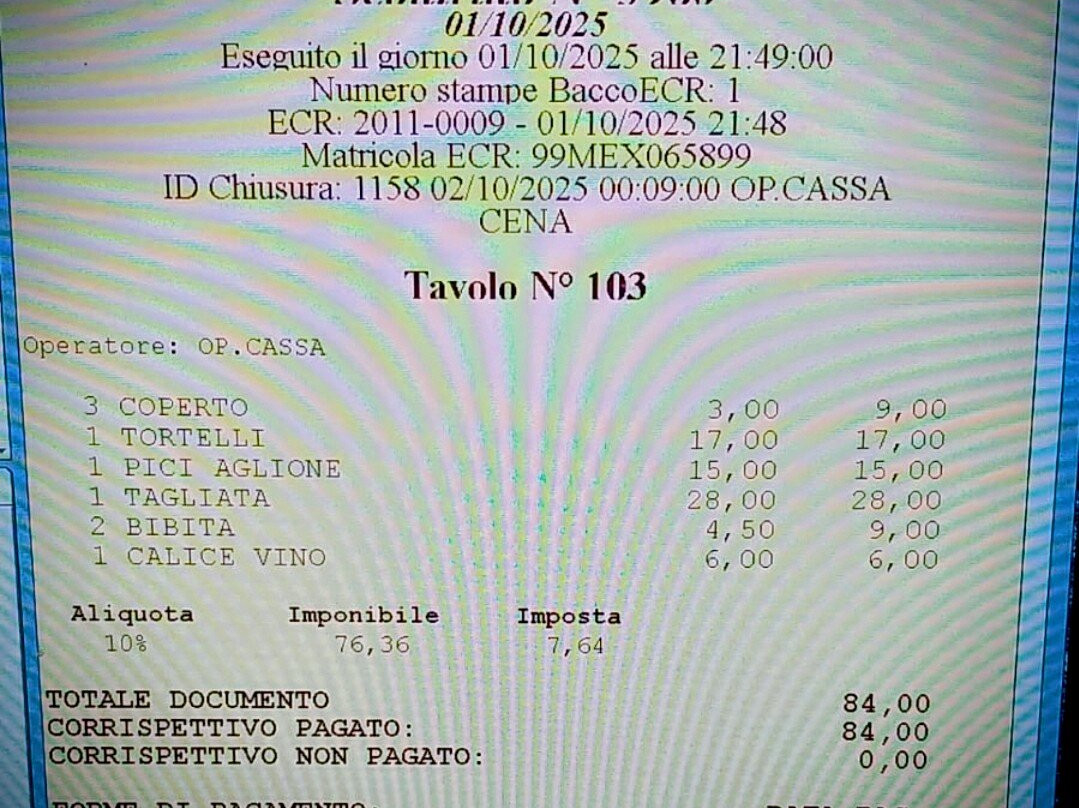 01/10/2025
Eseguito il giorno 01/10/2025 alle 21:49:00
Numero stampe BaccoECR: 1
ECR: 2011-0009 - 01/10/2025 21:48
Matricola ECR: 99MEX065899
ID Chiusura: 1158 02/10/2025 00:09:00 OP.CASSA
CENA
Tavolo N° 103
Operatore: OP.CASSA
3 COPERTO 3,00 9,00
1 TORTELLI 17,00 17,00
1 PICI AGLIONE 15,00 15,00
1 TAGLIATA 28,00 28,00
2 BIBITA 4,50 9,00
1 CALICE VINO 6,00 6,00
Aliquota Imponibile Imposta
10% 76,36 7,64
TOTALE DOCUMENTO 84,00
CORRISPETTIVO PAGATO: 84,00
CORRISPETTIVO NON PAGATO: 0,00
FORME DI PAGAMENTO: